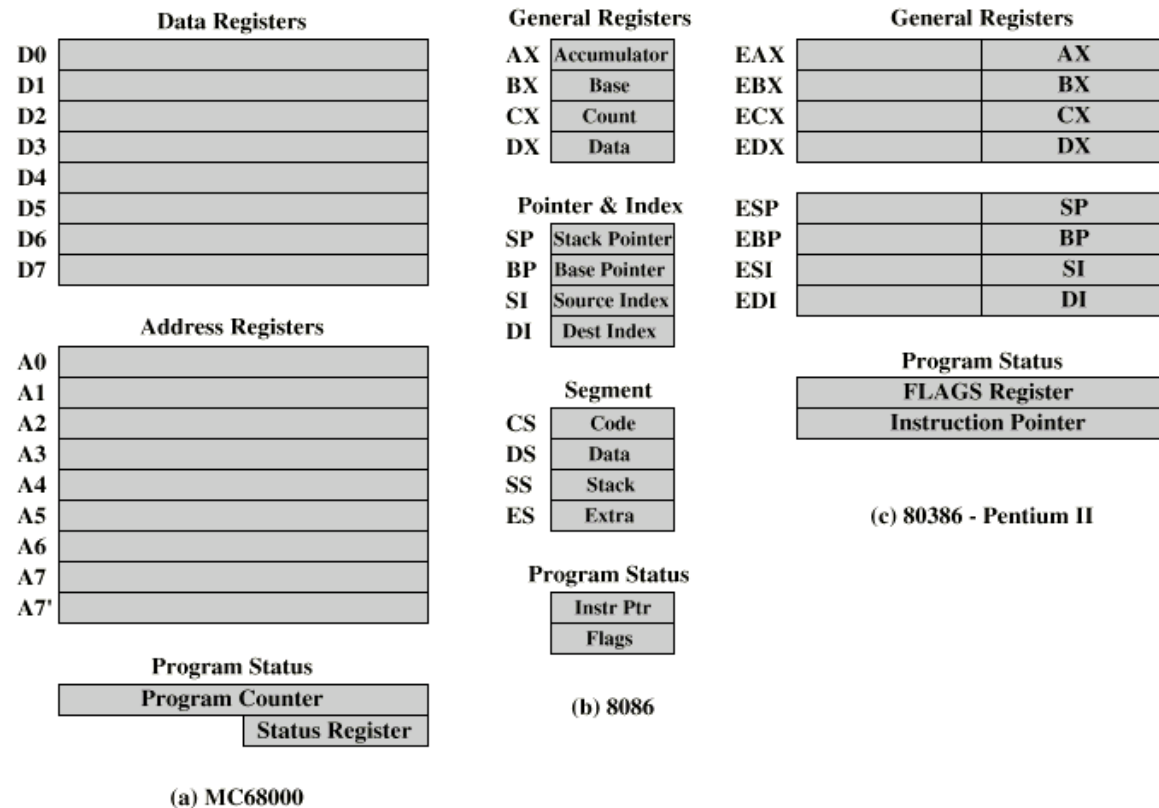 Data Registers
D0
D1
D2
D3
D4
D5
D6
D7
Address Registers
A0
A1
A2
A3
A4
A5
A6
A7
A7'
Program Status
Program Counter
Status Register
(a) MC68000
General Registers
AX Accumulator
BX Base
CX Count
DX Data
Pointer & Index
SP Stack Pointer
BP Base Pointer
SI Source Index
DI Dest Index
Segment
CS Code
DS Data
SS Stack
ES Extra
Program Status
Instr Ptr
Flags
(b) 8086
General Registers
EAX AX
EBX BX
ECX CX
EDX DX
ESP SP
EBP BP
ESI SI
EDI DI
Program Status
FLAGS Register
Instruction Pointer
(c) 80386 - Pentium II